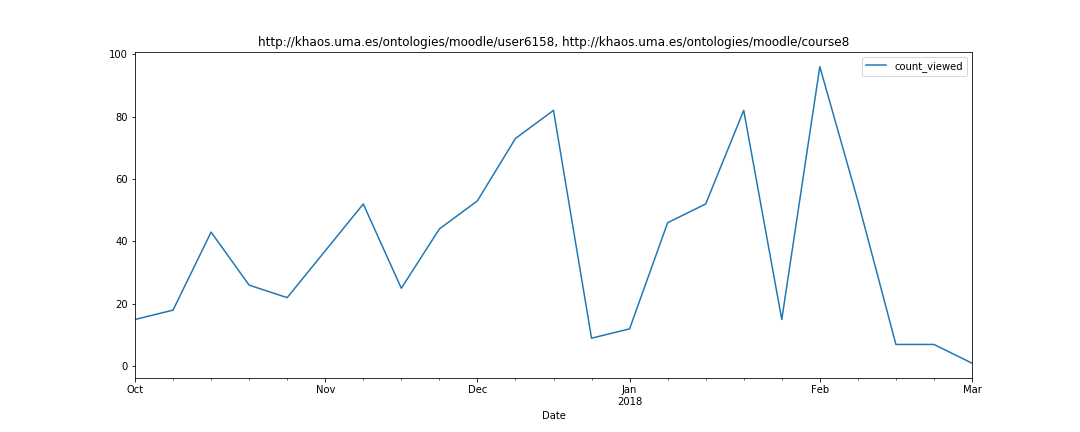 http://khaos.uma.es/ontologies/moodle/user6158, http://khaos.uma.es/ontologies/moodle/course8
count_viewed
100
80
60
40
20
0
Oct Nov Dec Jan Feb Mar
2018
Date